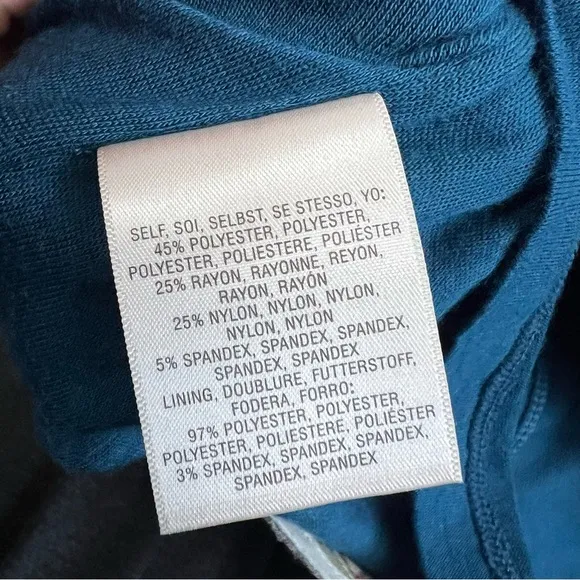 SELF, SOI, SELBST, SE STESSO, YO:
45% POLYESTER, POLYESTER,
POLYESTER, POLIESTERE, POLIÉSTER
25% RAYON, RAYONNE, REYON,
RAYON, RAYÓN
25% NYLON, NYLON, NYLON,
NYLON, NYLON
5% SPANDEX, SPANDEX, SPANDEX,
SPANDEX, SPANDEX
LINING, DOUBLURE, FUTTERSTOFF,
FODERA, FORRO:
97% POLYESTER, POLYESTER,
POLYESTER, POLIESTERE, POLIÉSTER
3% SPANDEX, SPANDEX, SPANDEX,
SPANDEX, SPANDEX